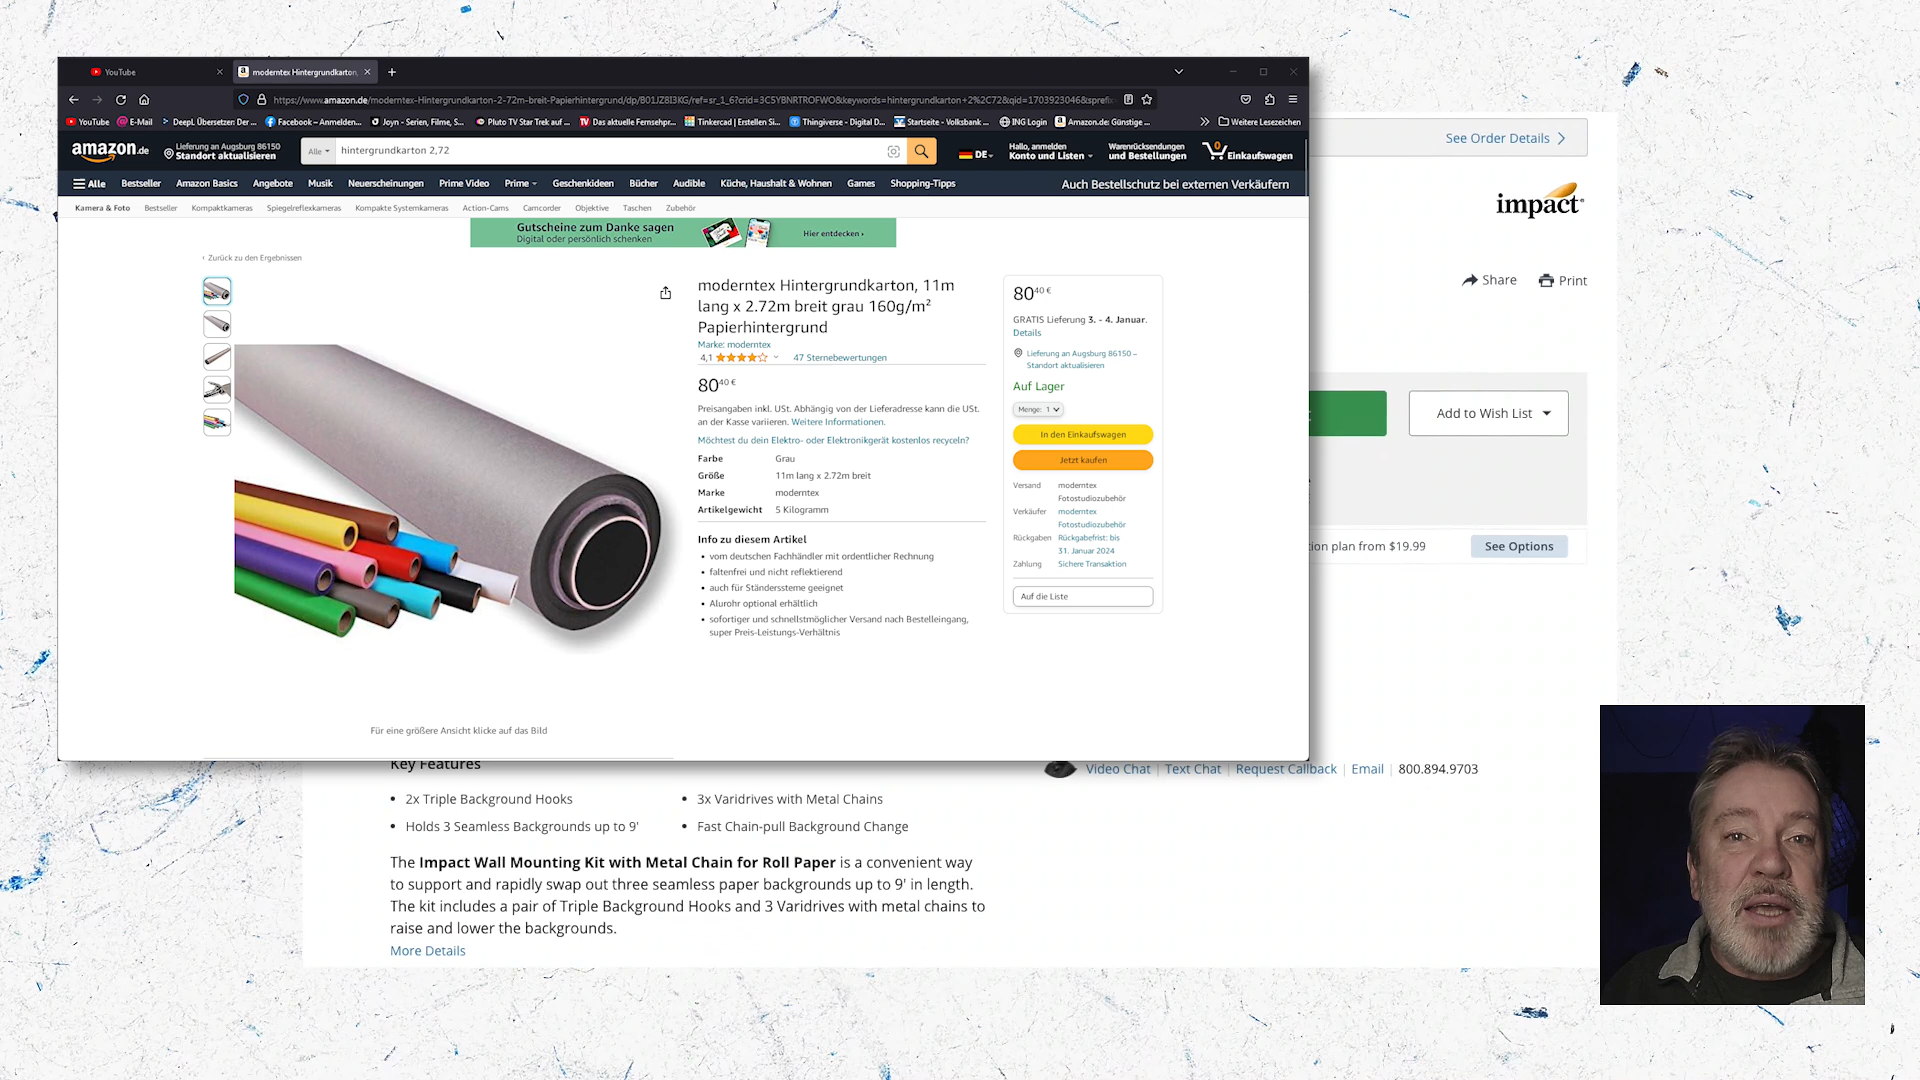 YouTube
moderntex Hintergrundkarton,
https://www.amazon.de/moderntex-Hintergrundkarton-2-72m-breit-Papierhintergrund/dp/B01JZ8I3KG/ref=sr_1_6?crid=3C5YBNRTROFWO&keywords=hintergrundkarton+2%2C72&qid=1703923046&sprefix
YouTube
E-Mail
DeepL Übersetzer: Der ...
Facebook – Anmelden...
Joyn - Serien, Filme, S...
Pluto TV Star Trek auf ...
Das aktuelle Fernsehpr...
Tinkercad | Erstellen Si...
Thingiverse - Digital D...
Startseite - Volksbank ...
ING Login
Amazon.de: Günstige ...
Weitere Lesezeichen
amazon.de
Lieferung an Augsburg 86150
Standort aktualisieren
Alle
hintergrundkarton 2,72
DE
Hallo, anmelden
Konto und Listen
Warenrücksendungen
und Bestellungen
0
Einkaufswagen
Alle
Bestseller
Amazon Basics
Angebote
Musik
Neuerscheinungen
Prime Video
Prime
Geschenkideen
Bücher
Audible
Küche, Haushalt & Wohnen
Games
Shopping-Tipps
Auch Bestellschutz bei externen Verkäufern
Kamera & Foto
Bestseller
Kompaktkameras
Spiegelreflexkameras
Kompakte Systemkameras
Action-Cams
Camcorder
Objektive
Taschen
Zubehör
Gutscheine zum Danke sagen
Digital oder persönlich schenken
Hier entdecken ›
‹ Zurück zu den Ergebnissen
moderntex Hintergrundkarton, 11m
lang x 2.72m breit grau 160g/m²
Papierhintergrund
Marke: moderntex
4,1
47 Sternebewertungen
80⁴⁰ €
Preisangaben inkl. USt. Abhängig von der Lieferadresse kann die USt.
an der Kasse variieren. Weitere Informationen.
Möchtest du dein Elektro- oder Elektronikgerät kostenlos recyceln?
Farbe Grau
Größe 11m lang x 2.72m breit
Marke moderntex
Artikelgewicht 5 Kilogramm
Info zu diesem Artikel
• vom deutschen Fachhändler mit ordentlicher Rechnung
• faltenfrei und nicht reflektierend
• auch für Ständerssteme geeignet
• Alurohr optional erhältlich
• sofortiger und schnellstmöglicher Versand nach Bestelleingang,
super Preis-Leistungs-Verhältnis
Für eine größere Ansicht klicke auf das Bild
80⁴⁰ €
GRATIS Lieferung 3. - 4. Januar.
Details
Lieferung an Augsburg 86150 –
Standort aktualisieren
Auf Lager
Menge: 1
In den Einkaufswagen
Jetzt kaufen
Versand moderntex
Fotostudiozubehör
Verkäufer moderntex
Fotostudiozubehör
Rückgaben Rückgabefrist: bis
31. Januar 2024
Zahlung Sichere Transaktion
Auf die Liste
See Order Details
impact
Share
Print
Add to Wish List
tion plan from $19.99
See Options
Video Chat | Text Chat | Request Callback | Email | 800.894.9703
Key Features
• 2x Triple Background Hooks
• 3x Varidrives with Metal Chains
• Holds 3 Seamless Backgrounds up to 9'
• Fast Chain-pull Background Change
The Impact Wall Mounting Kit with Metal Chain for Roll Paper is a convenient way
to support and rapidly swap out three seamless paper backgrounds up to 9' in length.
The kit includes a pair of Triple Background Hooks and 3 Varidrives with metal chains to
raise and lower the backgrounds.
More Details